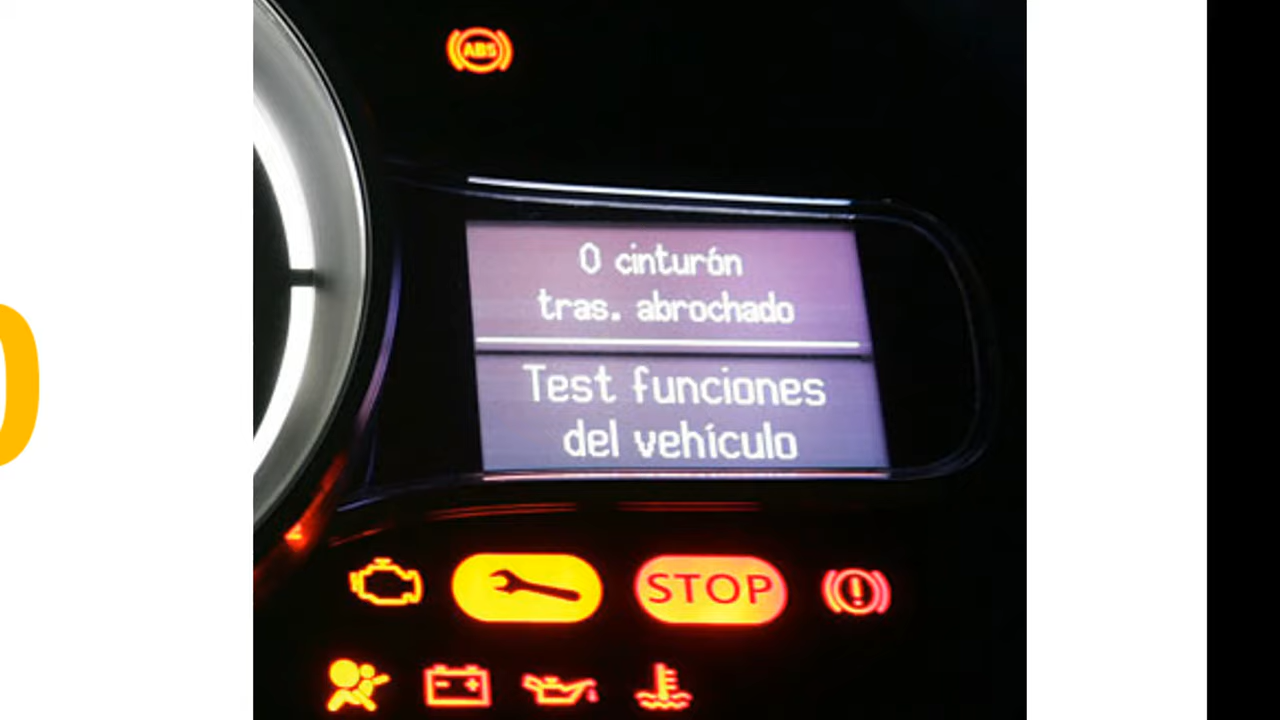 ABS
0 cinturón
tras. abrochado
Test funciones
del vehículo
STOP